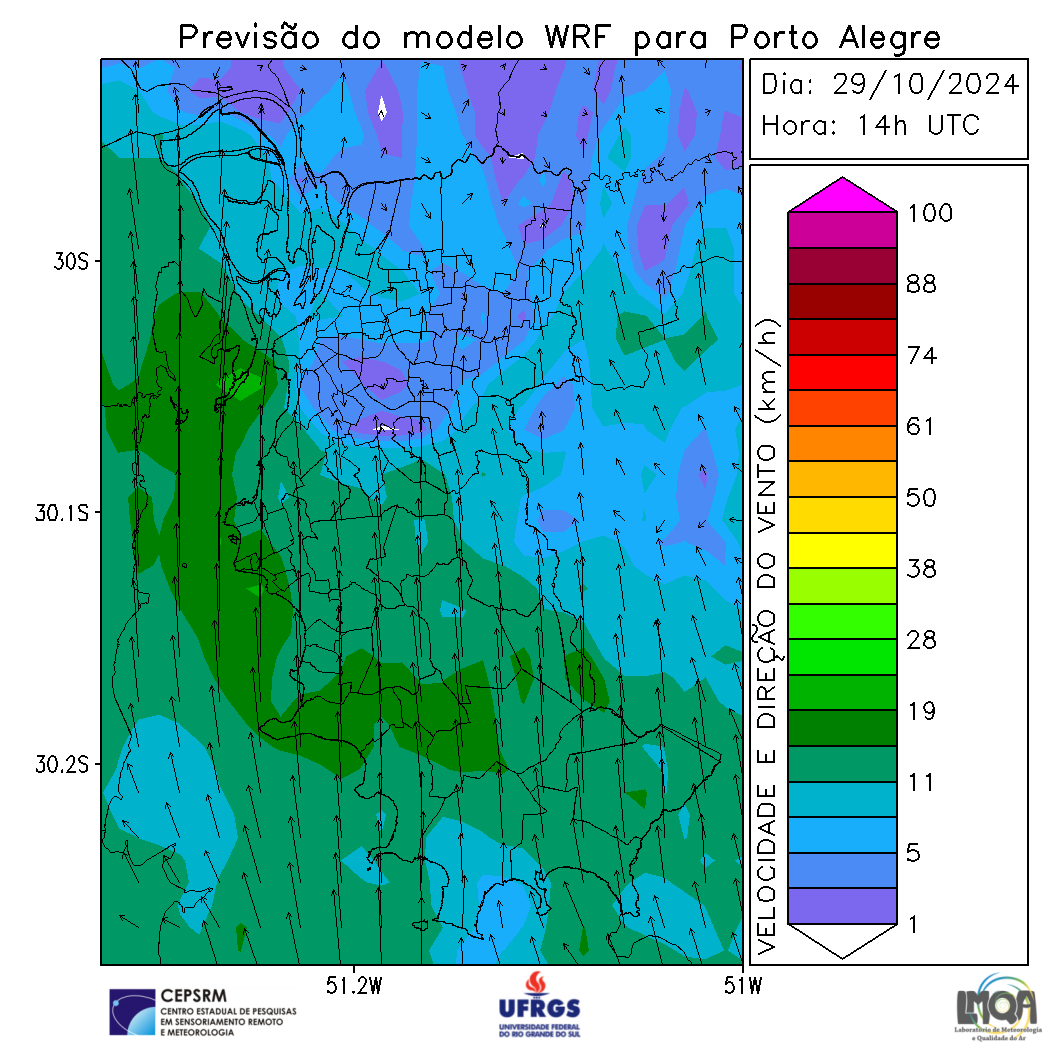 Previsão do modelo WRF para Porto Alegre
Dia: 29/10/2024
Hora: 14h UTC
30S
30.1S
30.2S
51.2W
51W
VELOCIDADE E DIREÇÃO DO VENTO (km/h)
100
88
74
61
50
38
28
19
11
5
1
CEPSRM
CENTRO ESTADUAL DE PESQUISAS
EM SENSORIAMENTO REMOTO
E METEOROLOGIA
UFRGS
UNIVERSIDADE FEDERAL
DO RIO GRANDE DO SUL
LMQA
Laboratório de Meteorologia
e Qualidade do Ar